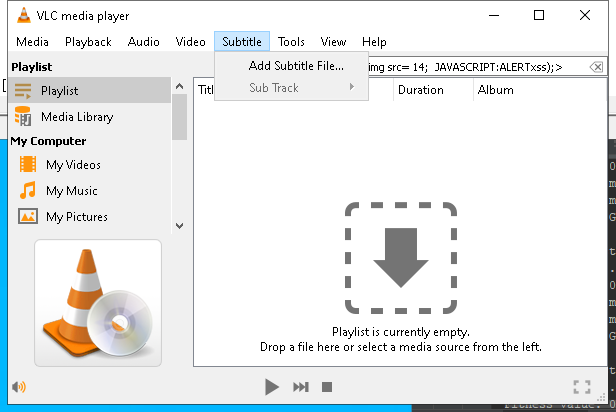 VLC media player
Media Playback Audio Video Subtitle Tools View Help
Playlist
img src= 14; JAVASCRIPT:ALERTxss);>
Add Subtitle File...
Sub Track
Playlist
Duration Album
Media Library
My Computer
My Videos
My Music
My Pictures
Playlist is currently empty.
Drop a file here or select a media source from the left.